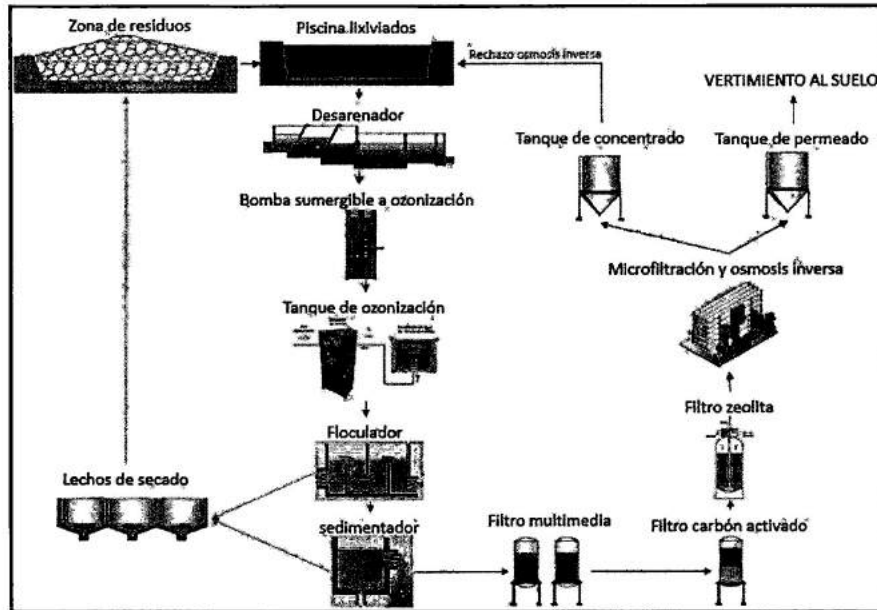 Zona de residuos
Piscina lixiviados
Rechazo osmosis inversa
VERTIMIENTO AL SUELO
Desarenador
Tanque de concentrado
Tanque de permeado
Bomba sumergible a ozonización
Microfiltración y osmosis inversa
Tanque de ozonización
Filtro zeolita
Floculador
Lechos de secado
sedimentador
Filtro multimedia
Filtro carbón activado